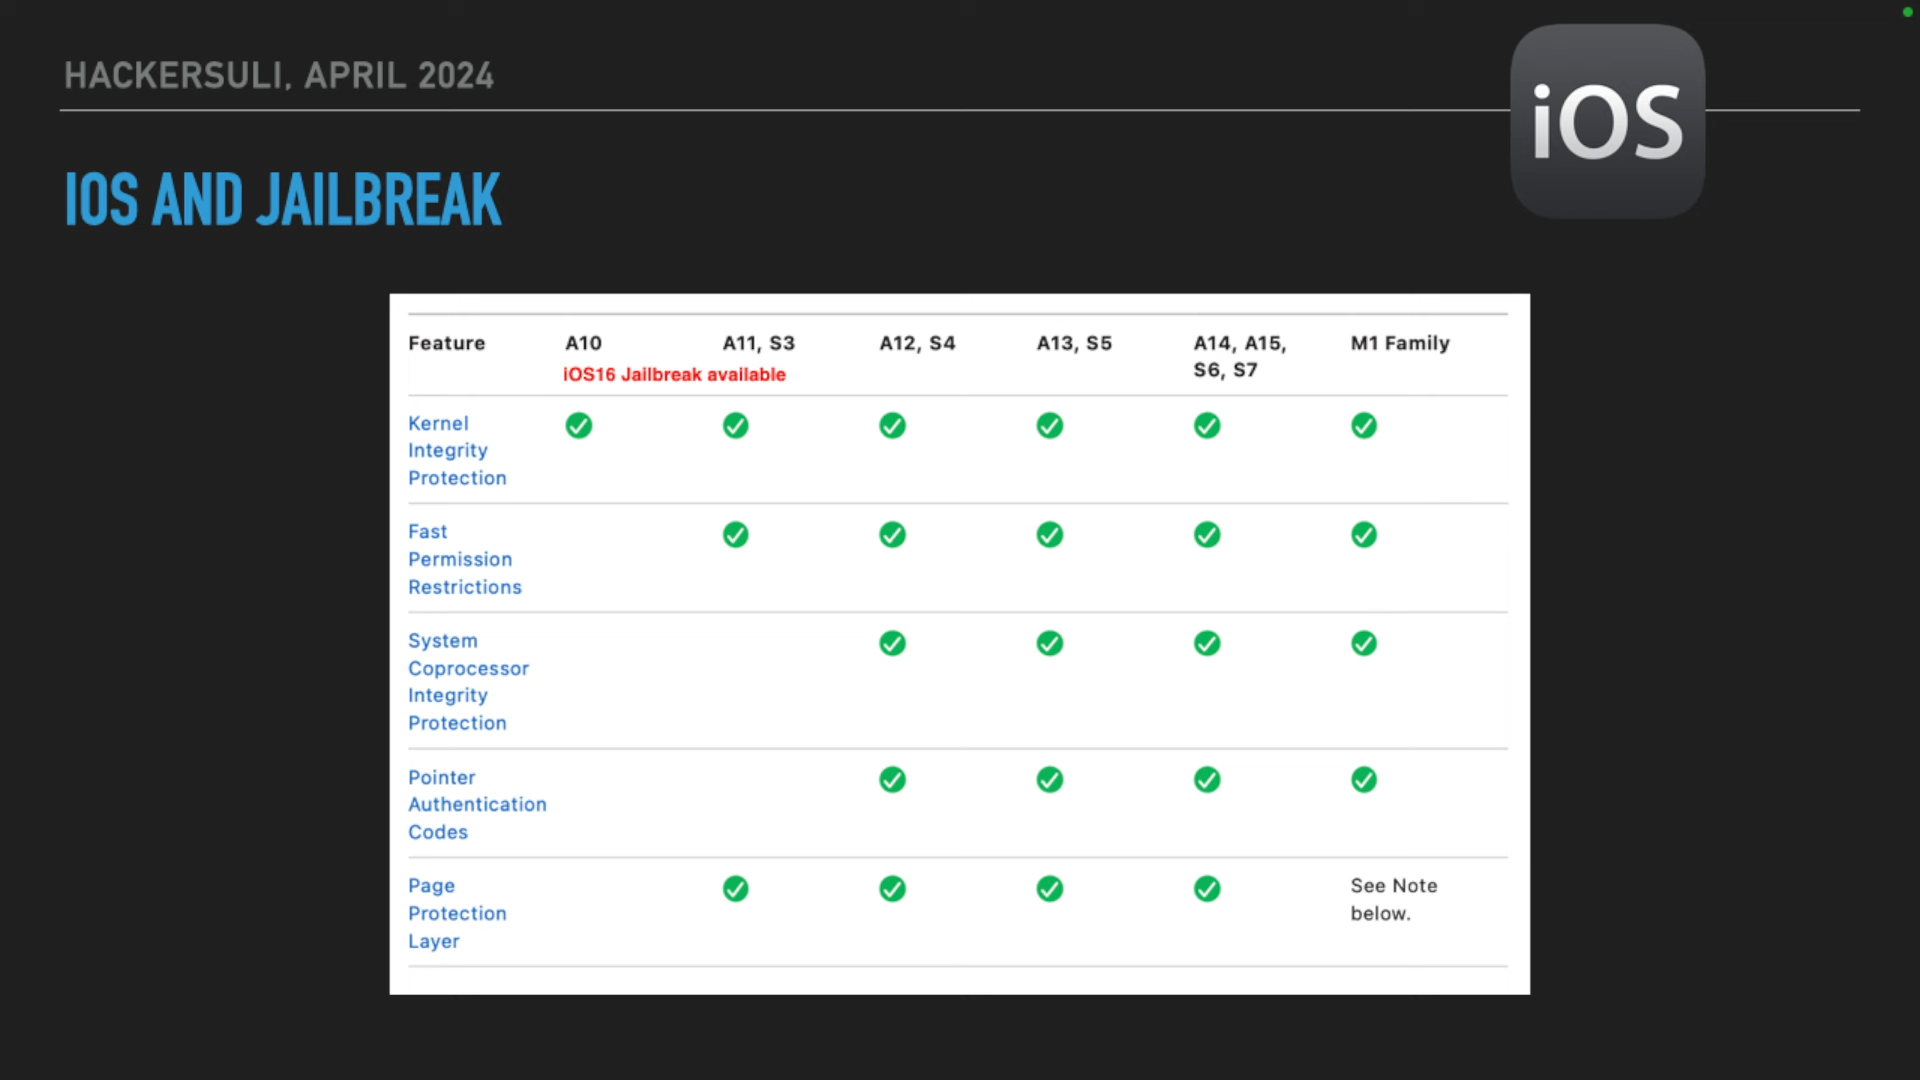 HACKERSULI, APRIL 2024
iOS
IOS AND JAILBREAK
Feature A10 A11, S3 A12, S4 A13, S5 A14, A15, M1 Family
S6, S7
iOS16 Jailbreak available
Kernel
Integrity
Protection
Fast
Permission
Restrictions
System
Coprocessor
Integrity
Protection
Pointer
Authentication
Codes
Page See Note
Protection below.
Layer